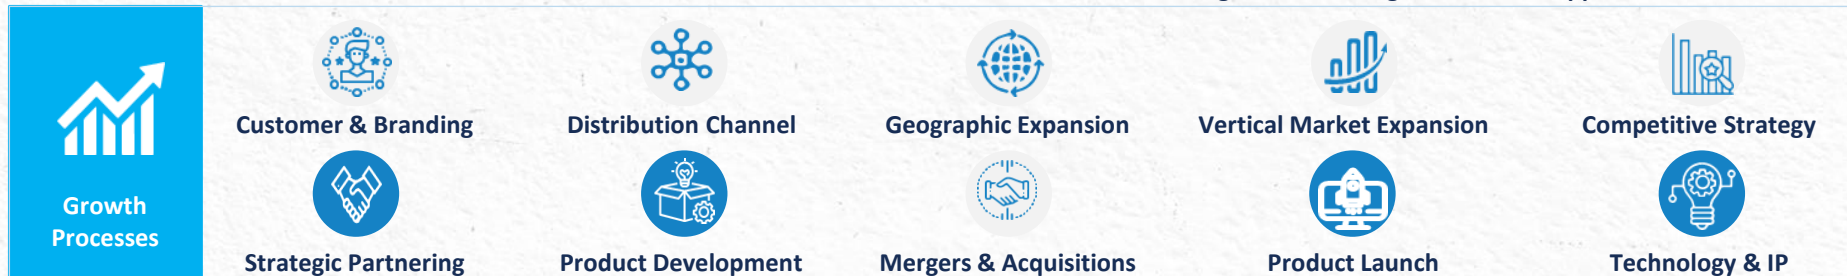 Growth
Processes
Customer & Branding
Distribution Channel
Geographic Expansion
Vertical Market Expansion
Competitive Strategy
Strategic Partnering
Product Development
Mergers & Acquisitions
Product Launch
Technology & IP